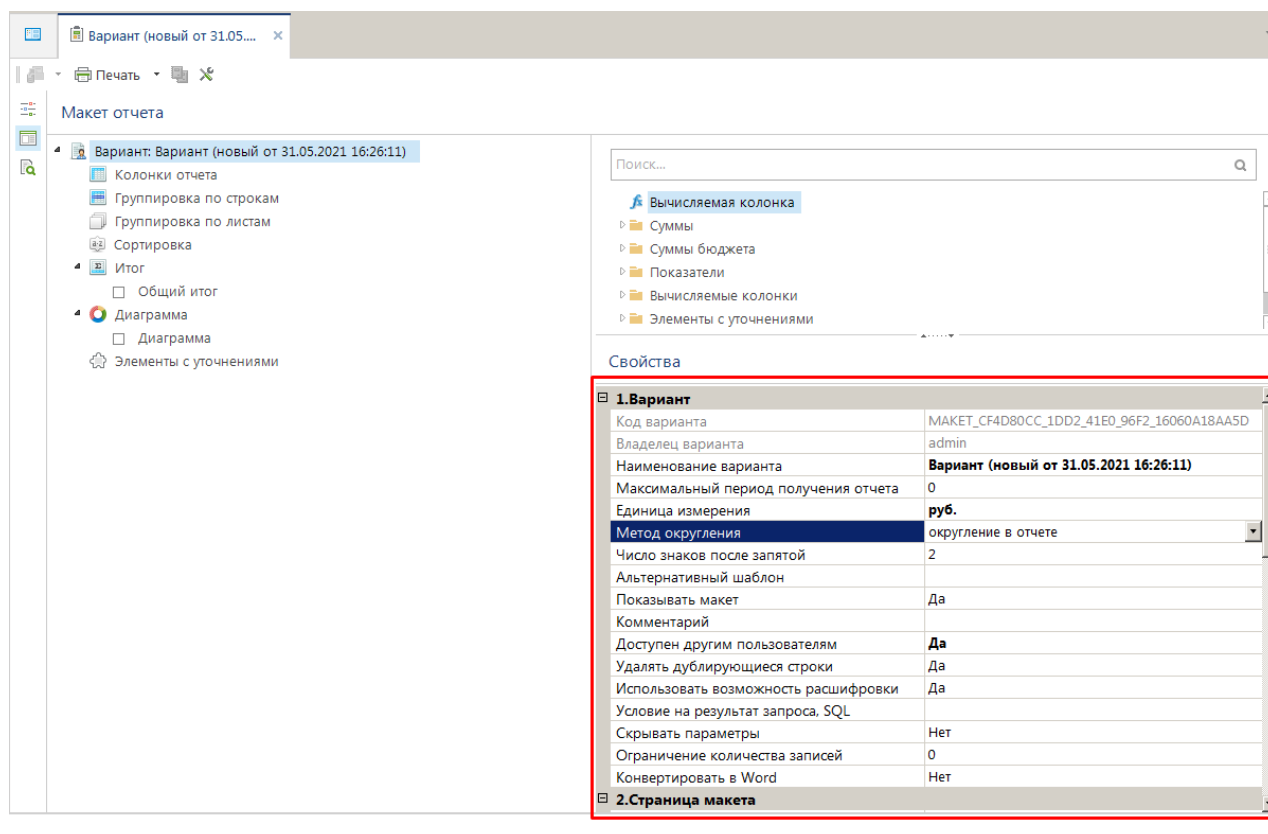 Вариант (новый от 31.05....
Печать
Макет отчета
Вариант: Вариант (новый от 31.05.2021 16:26:11)
Колонки отчета
Группировка по строкам
Группировка по листам
Сортировка
Итог
Общий итог
Диаграмма
Диаграмма
Элементы с уточнениями
Поиск...
Вычисляемая колонка
Суммы
Суммы бюджета
Показатели
Вычисляемые колонки
Элементы с уточнениями
Свойства
1.Вариант
Код варианта MAKET_CF4D80CC_1DD2_41E0_96F2_16060A18AA5D
Владелец варианта admin
Наименование варианта Вариант (новый от 31.05.2021 16:26:11)
Максимальный период получения отчета 0
Единица измерения руб.
Метод округления округление в отчете
Число знаков после запятой 2
Альтернативный шаблон
Показывать макет Да
Комментарий
Доступен другим пользователям Да
Удалять дублирующиеся строки Да
Использовать возможность расшифровки Да
Условие на результат запроса, SQL
Скрывать параметры Нет
Ограничение количества записей 0
Конвертировать в Word Нет
2.Страница макета